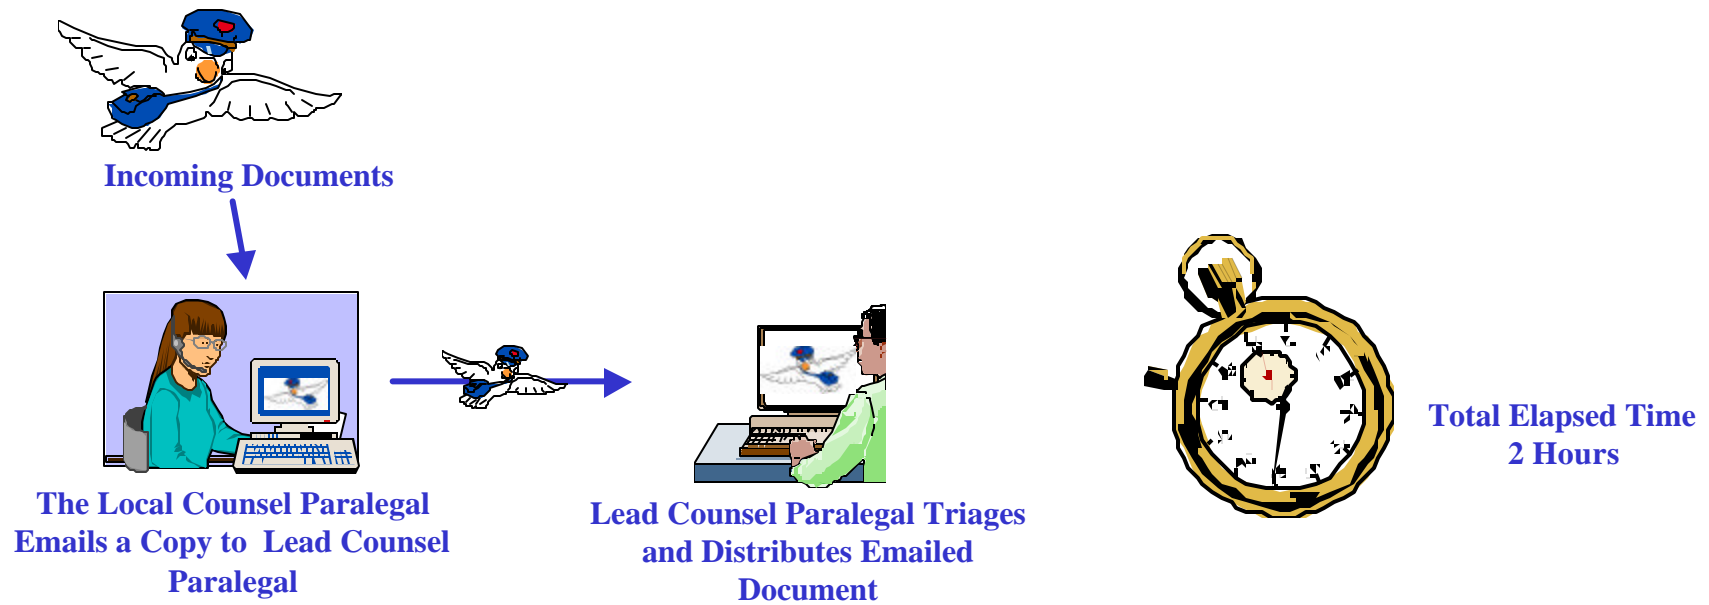 Incoming Documents
The Local Counsel Paralegal
Emails a Copy to  Lead Counsel
Paralegal
Lead Counsel Paralegal Triages
and Distributes Emailed
Document
Total Elapsed Time
2 Hours